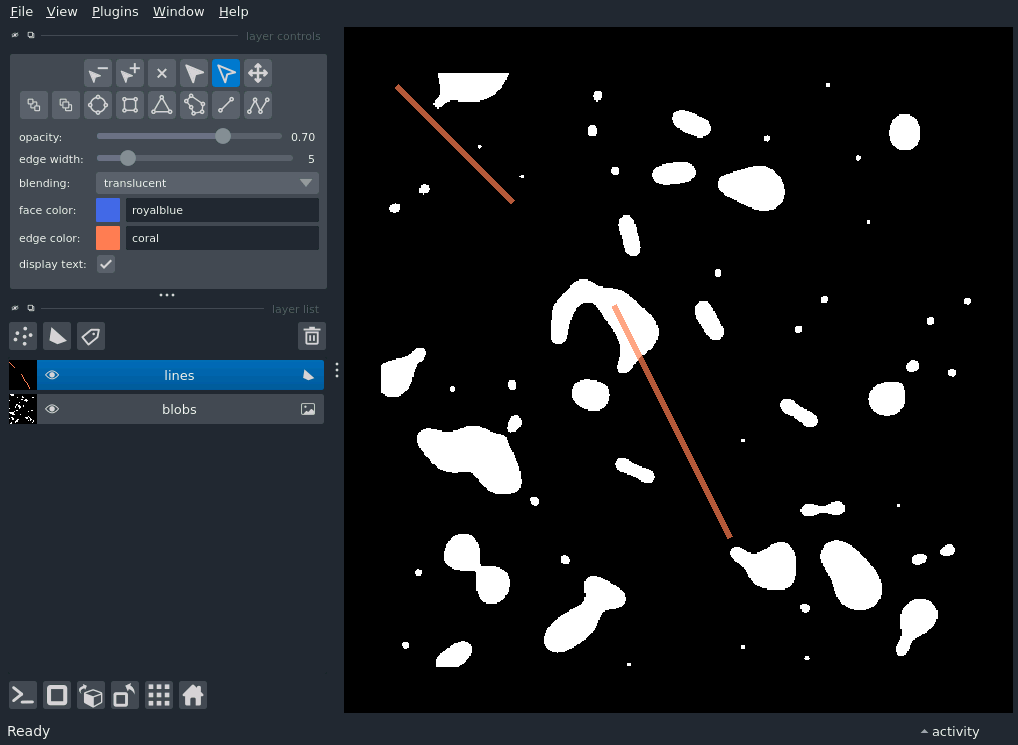 File View Plugins Window Help
layer controls
opacity: 0.70
edge width: 5
blending: translucent
face color: royalblue
edge color: coral
display text:
layer list
lines
blobs
Ready activity